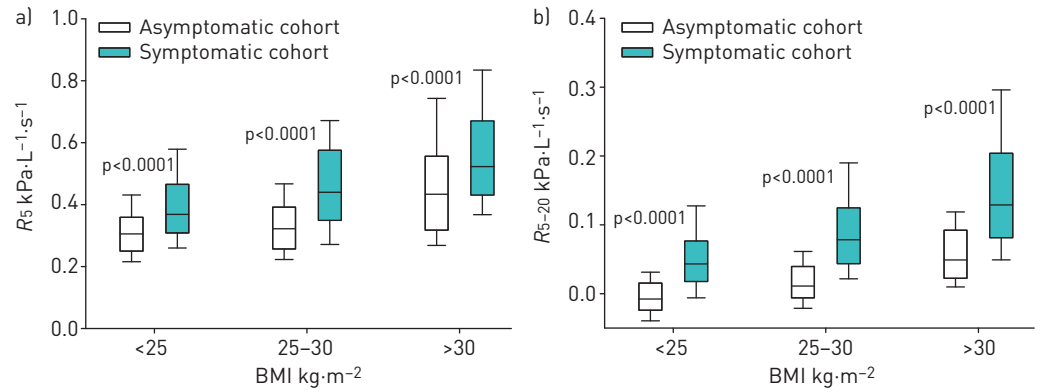 a)
Asymptomatic cohort
Symptomatic cohort
R5 kPa·L−1·s−1
1.0
0.8
0.6
0.4
0.2
0.0
p<0.0001
p<0.0001
p<0.0001
<25
25–30
>30
BMI kg·m−2
b)
Asymptomatic cohort
Symptomatic cohort
R5–20 kPa·L−1·s−1
0.4
0.3
0.2
0.1
0.0
p<0.0001
p<0.0001
p<0.0001
<25
25–30
>30
BMI kg·m−2